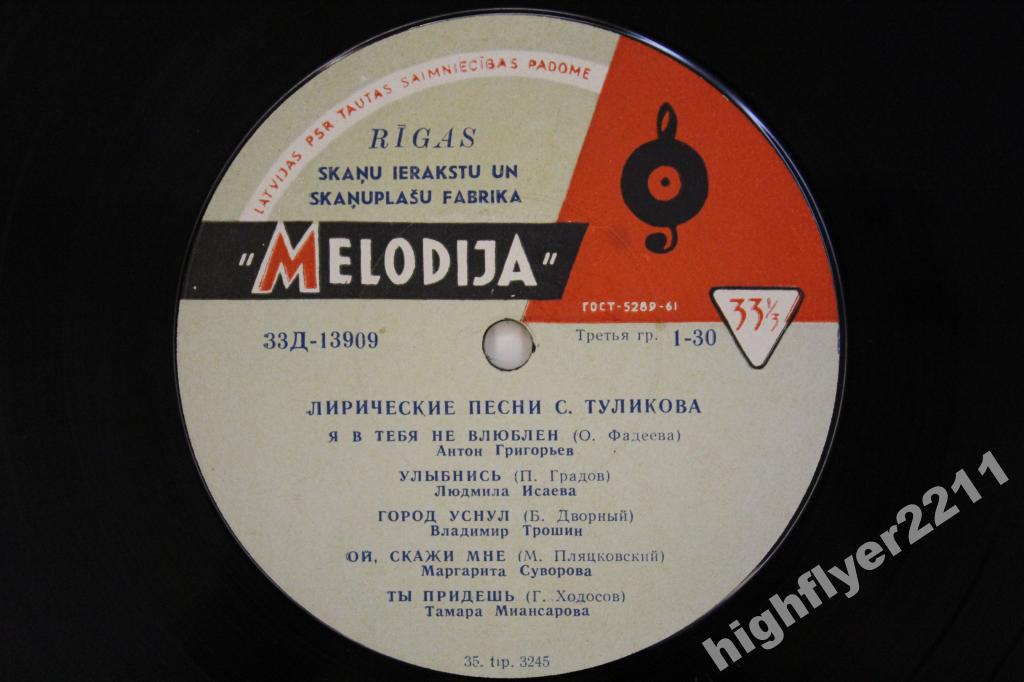 LATVIJAS PSR TAUTAS SAIMNIECĪBAS PADOME
RĪGAS
SKAŅU IERAKSTU UN
SKAŅUPLAŠU FABRIKA
"MELODIJA"
ГОСТ-5289-61
33⅓
33Д-13909
Третья гр. 1-30
ЛИРИЧЕСКИЕ ПЕСНИ С. ТУЛИКОВА
Я В ТЕБЯ НЕ ВЛЮБЛЕН (О. Фадеева)
Антон Григорьев
УЛЫБНИСЬ (П. Градов)
Людмила Исаева
ГОРОД УСНУЛ (Б. Дворный)
Владимир Трошин
ОЙ, СКАЖИ МНЕ (М. Пляцковский)
Маргарита Суворова
ТЫ ПРИДЕШЬ (Г. Ходосов)
Тамара Миансарова
35. tip. 3245
highflyer2211